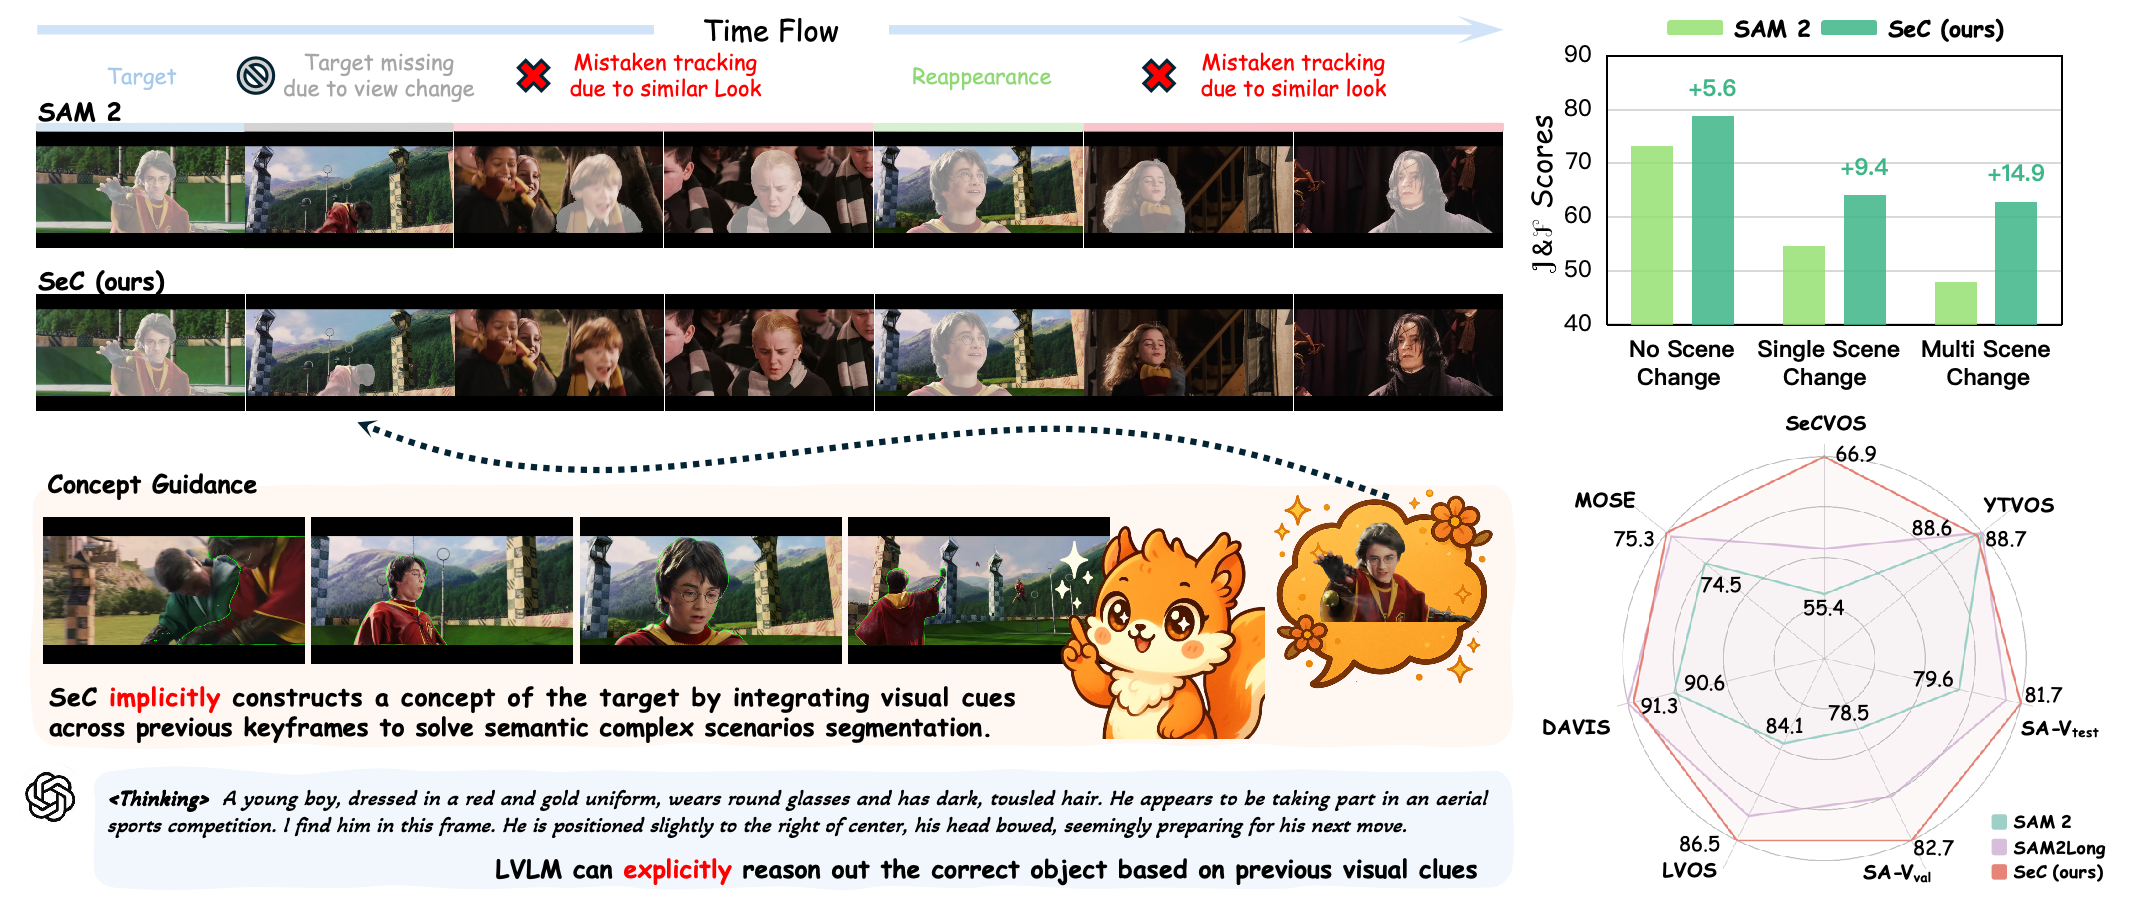 Time Flow
Target
Target missing
due to view change
Mistaken tracking
due to similar Look
Reappearance
Mistaken tracking
due to similar look
SAM 2
SeC (ours)
Concept Guidance
SeC implicitly constructs a concept of the target by integrating visual cues
across previous keyframes to solve semantic complex scenarios segmentation.
<Thinking> A young boy, dressed in a red and gold uniform, wears round glasses and has dark, tousled hair. He appears to be taking part in an aerial
sports competition. I find him in this frame. He is positioned slightly to the right of center, his head bowed, seemingly preparing for his next move.
LVLM can explicitly reason out the correct object based on previous visual clues
SAM 2 SeC (ours)
J&F Scores
90
80
70
60
50
40
+5.6
+9.4
+14.9
No Scene
Change
Single Scene
Change
Multi Scene
Change
SeCVOS
66.9
55.4
YTVOS
88.6
88.7
MOSE
75.3
74.5
79.6
81.7
SA-Vtest
90.6
91.3
DAVIS
84.1
78.5
86.5
LVOS
82.7
SA-Vval
SAM 2
SAM2Long
SeC (ours)